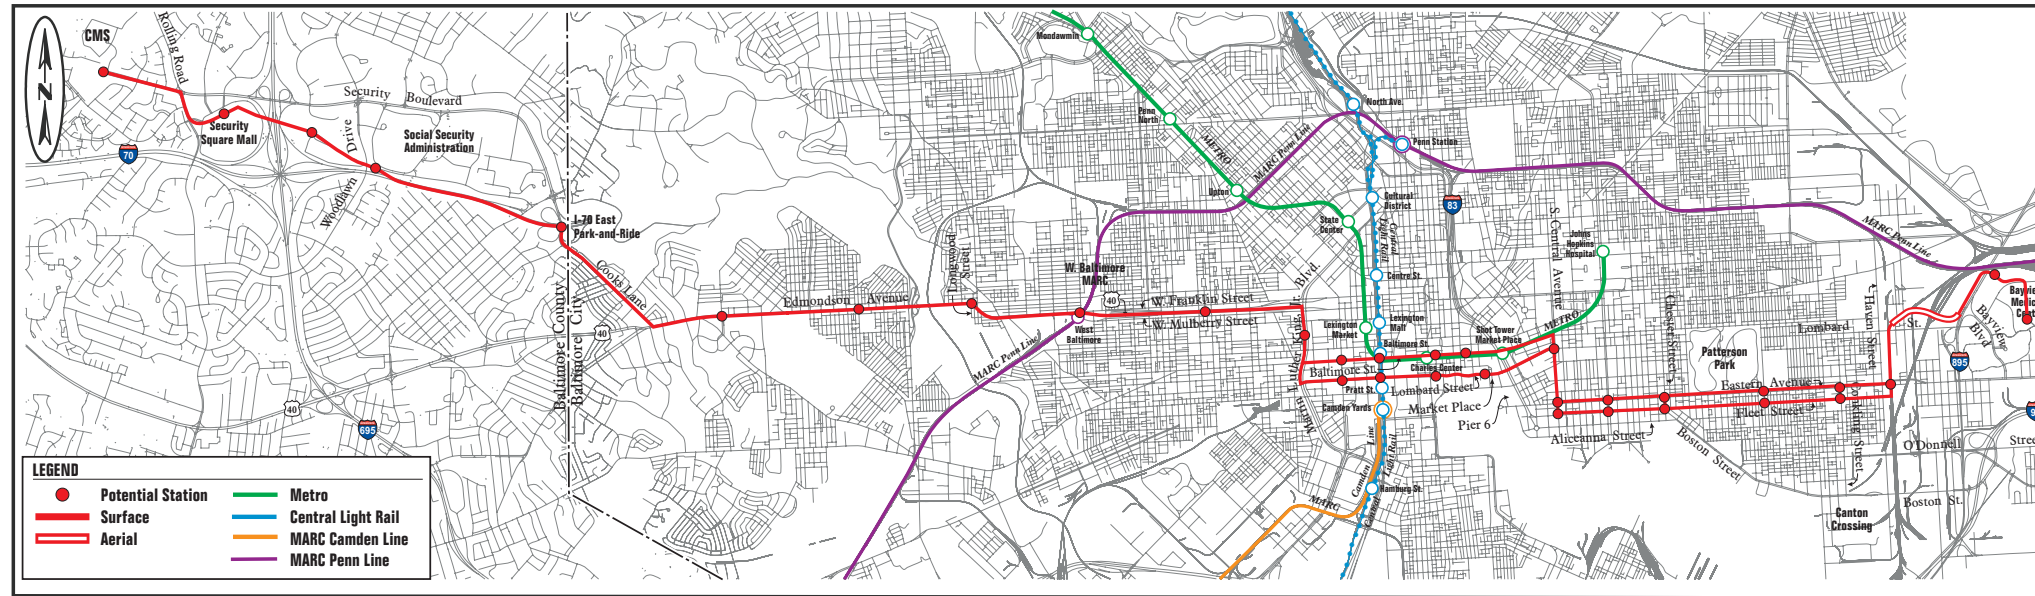 CMS
Rolling Road
N
Security Boulevard
Security
Square Mall
Drive
Woodlawn
Social Security
Administration
70
I-70 East
Park-and-Ride
Cooks Lane
Baltimore County
Baltimore City
40
40
695
Edmondson Avenue
Longwood
Street
W. Baltimore
MARC
40
W. Franklin Street
W. Mulberry Street
West
Baltimore
MARC Penn Line
Mondawmin
Penn
North
METRO
MARC Penn Line
Upton
North Ave.
Penn Station
Cultural
District
State
Center
Central
Light Rail
Centre St.
83
Martin Luther King Jr. Blvd.
Lexington
Market
Lexington
Mall
Baltimore St.
Baltimore St.
Charles Center
Shot Tower
Market Place
METRO
Johns
Hopkins
Hospital
S. Central Avenue
Pratt St.
Lombard Street
Camden Yards
Market Place
Pier 6
MARC
Camden Line
Central
Light Rail
Hamburg St.
Chester Street
Patterson
Park
Lombard St.
Haven Street
Eastern Avenue
Fleet Street
Aliceanna Street
Boston Street
Conkling Street
O'Donnell Stree
Boston St.
Canton
Crossing
MARC Penn Line
Bayview
Blvd
895
LEGEND
Potential Station
Surface
Aerial
Metro
Central Light Rail
MARC Camden Line
MARC Penn Line